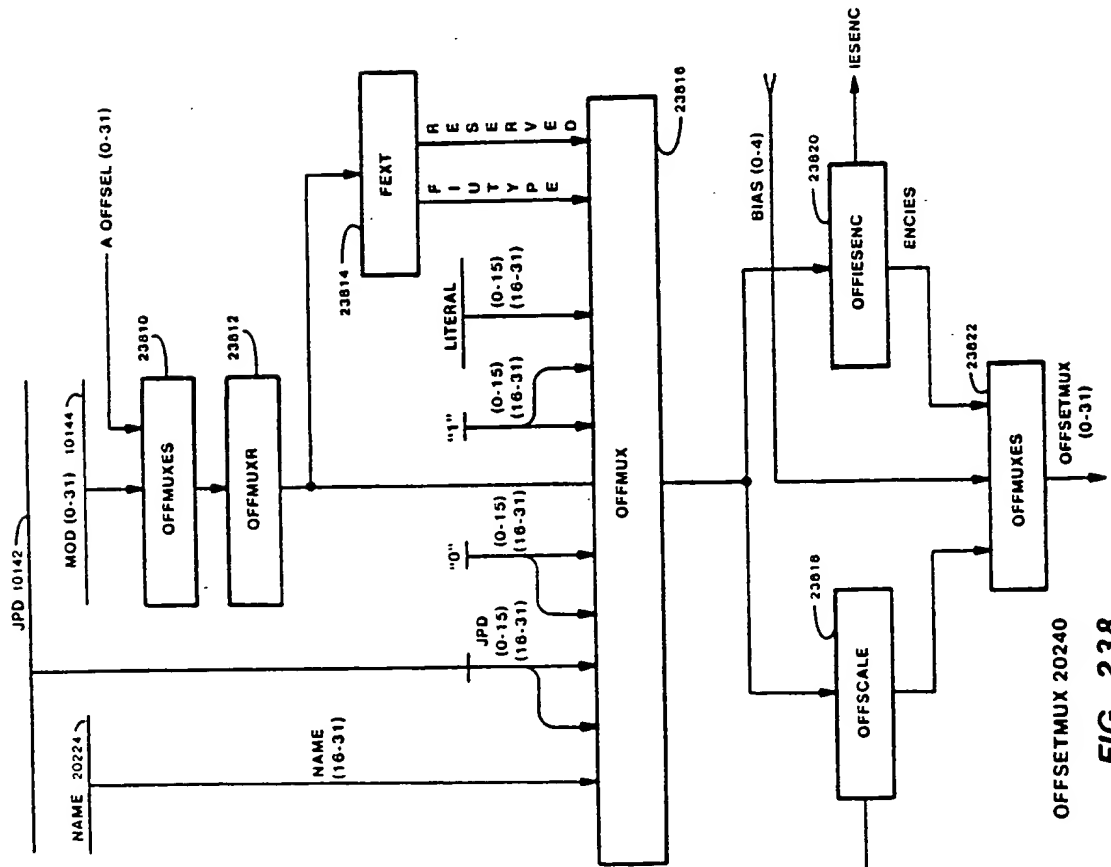 JPD 10142
MOD (0-31) 10144
A OFFSEL (0-31)
NAME 20224
OFFMUXES
23810
OFFMUXR
23812
FEXT
23814
FIUTYPE
RESERVED
NAME
(16-31)
JPD
(0-15)
(16-31)
"0"
(0-15)
(16-31)
"1"
(0-15)
(16-31)
LITERAL
(0-15)
(16-31)
OFFMUX
23816
BIAS (0-4)
OFFSCALE
23818
OFFIESENC
23820
IESENC
ENCIES
OFFMUXES
23822
OFFSETMUX
(0-31)
OFFSETMUX 20240
FIG 238